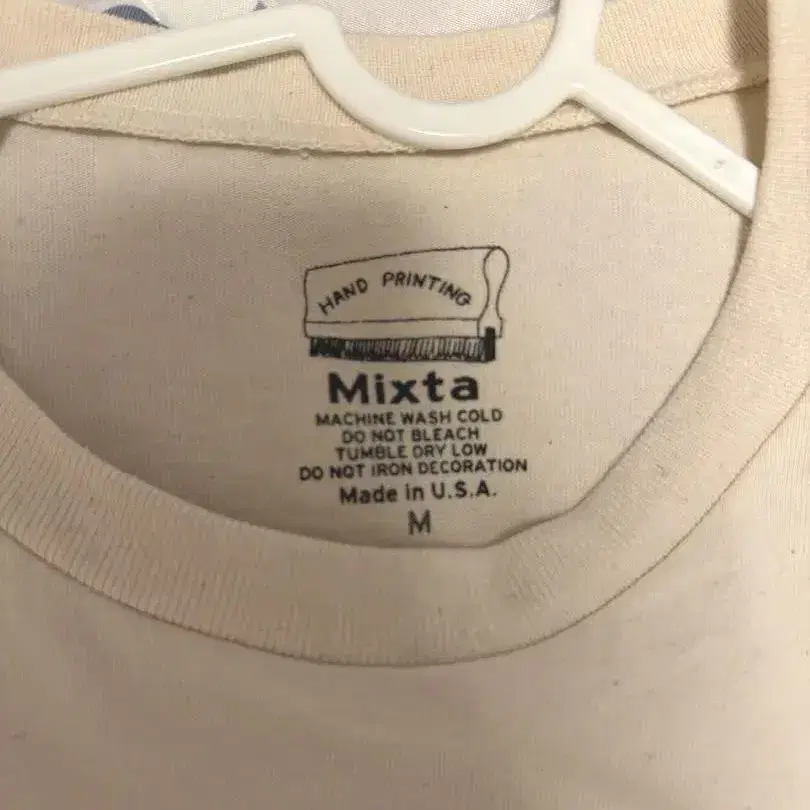 HAND PRINTING
Mixta
MACHINE WASH COLD
DO NOT BLEACH
TUMBLE DRY LOW
DO NOT IRON DECORATION
Made in U.S.A.
M